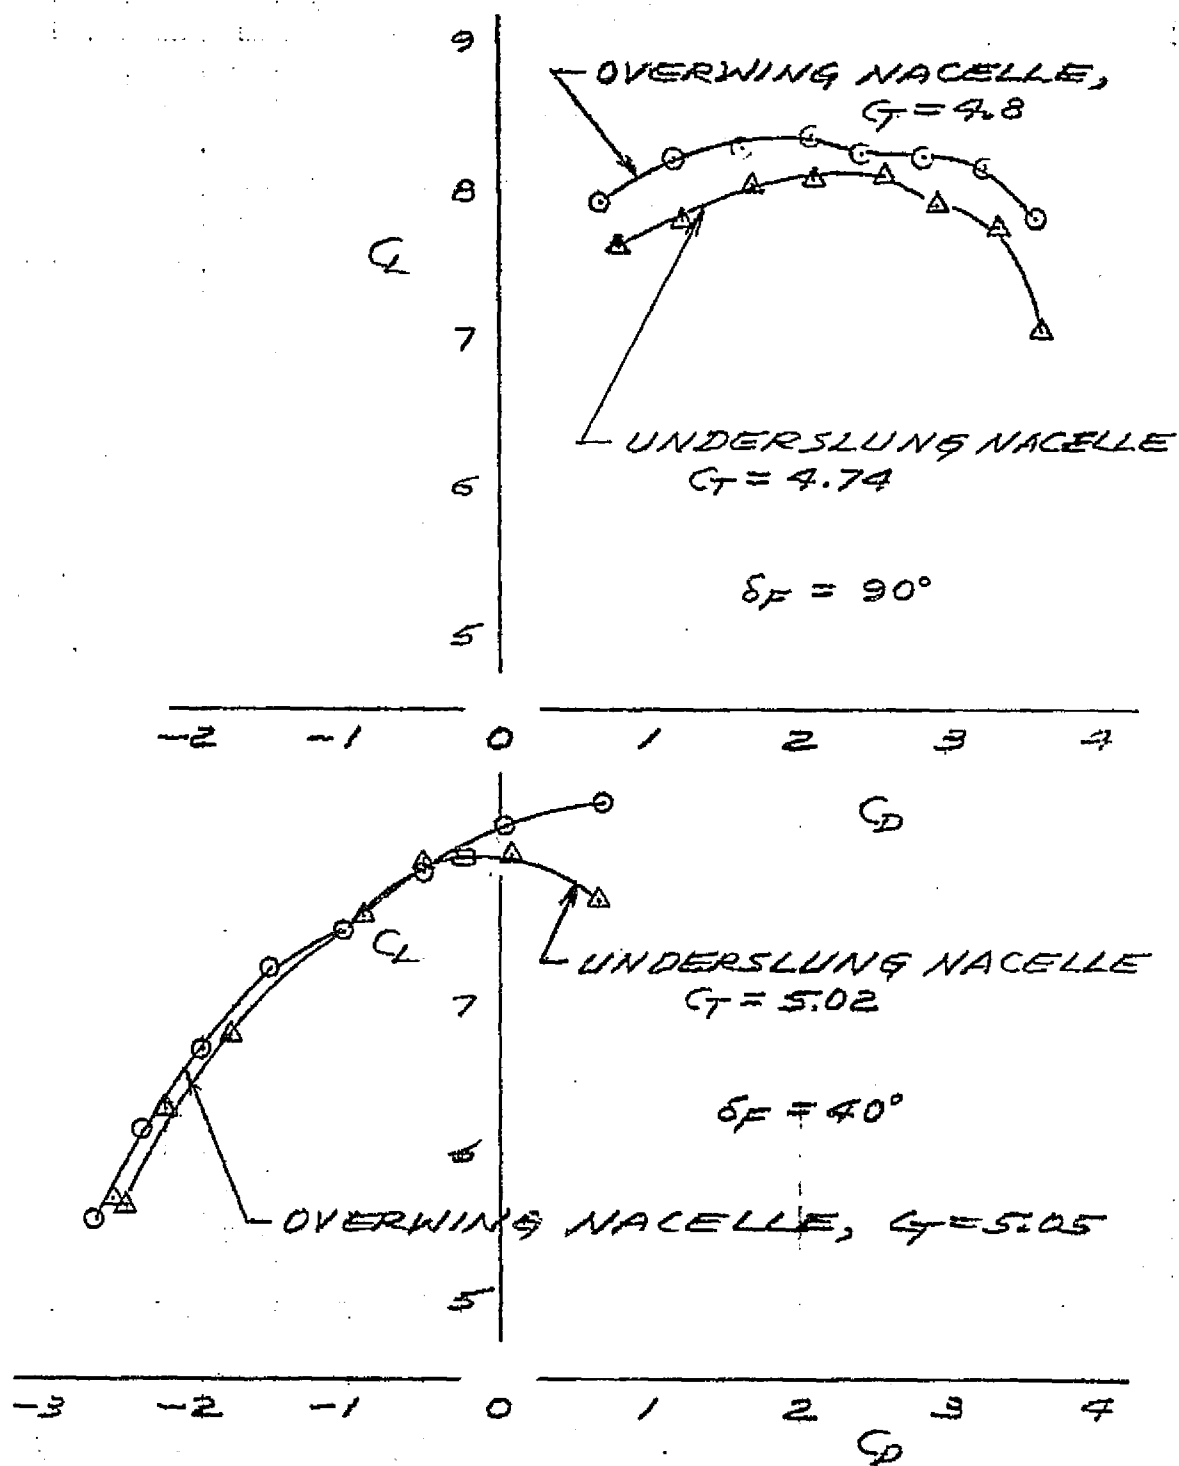 9
OVERWING NACELLE,
CT = 4.8
8
CL
7
UNDERSLUNG NACELLE
CT = 4.74
6
δF = 90°
5
-2 -1 0 1 2 3 4
CD
CL
UNDERSLUNG NACELLE
CT = 5.02
7
δF = 40°
6
OVERWING NACELLE, CT = 5.05
5
-3 -2 -1 0 1 2 3 4
CD